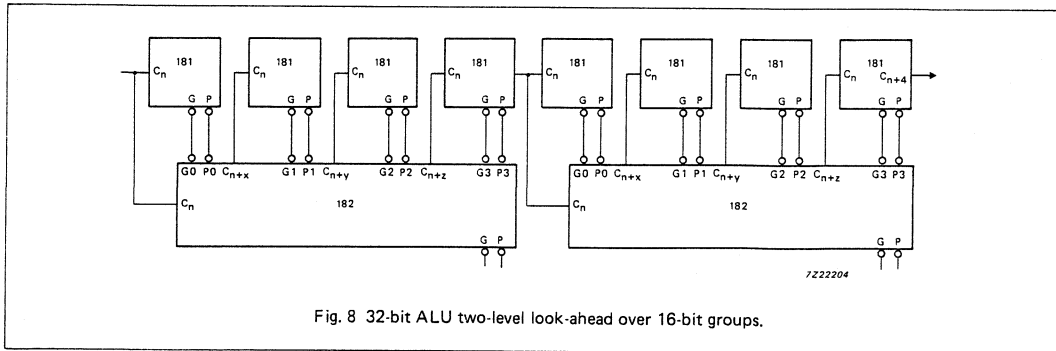 181 181 181 181 181 181 181 181
Cn Cn Cn Cn Cn Cn Cn Cn Cn+4
G P G P G P G P G P G P G P G P
G0 P0 Cn+x G1 P1 Cn+y G2 P2 Cn+z G3 P3 G0 P0 Cn+x G1 P1 Cn+y G2 P2 Cn+z G3 P3
Cn 182 Cn 182
G P G P
7Z22204
Fig. 8 32-bit ALU two-level look-ahead over 16-bit groups.